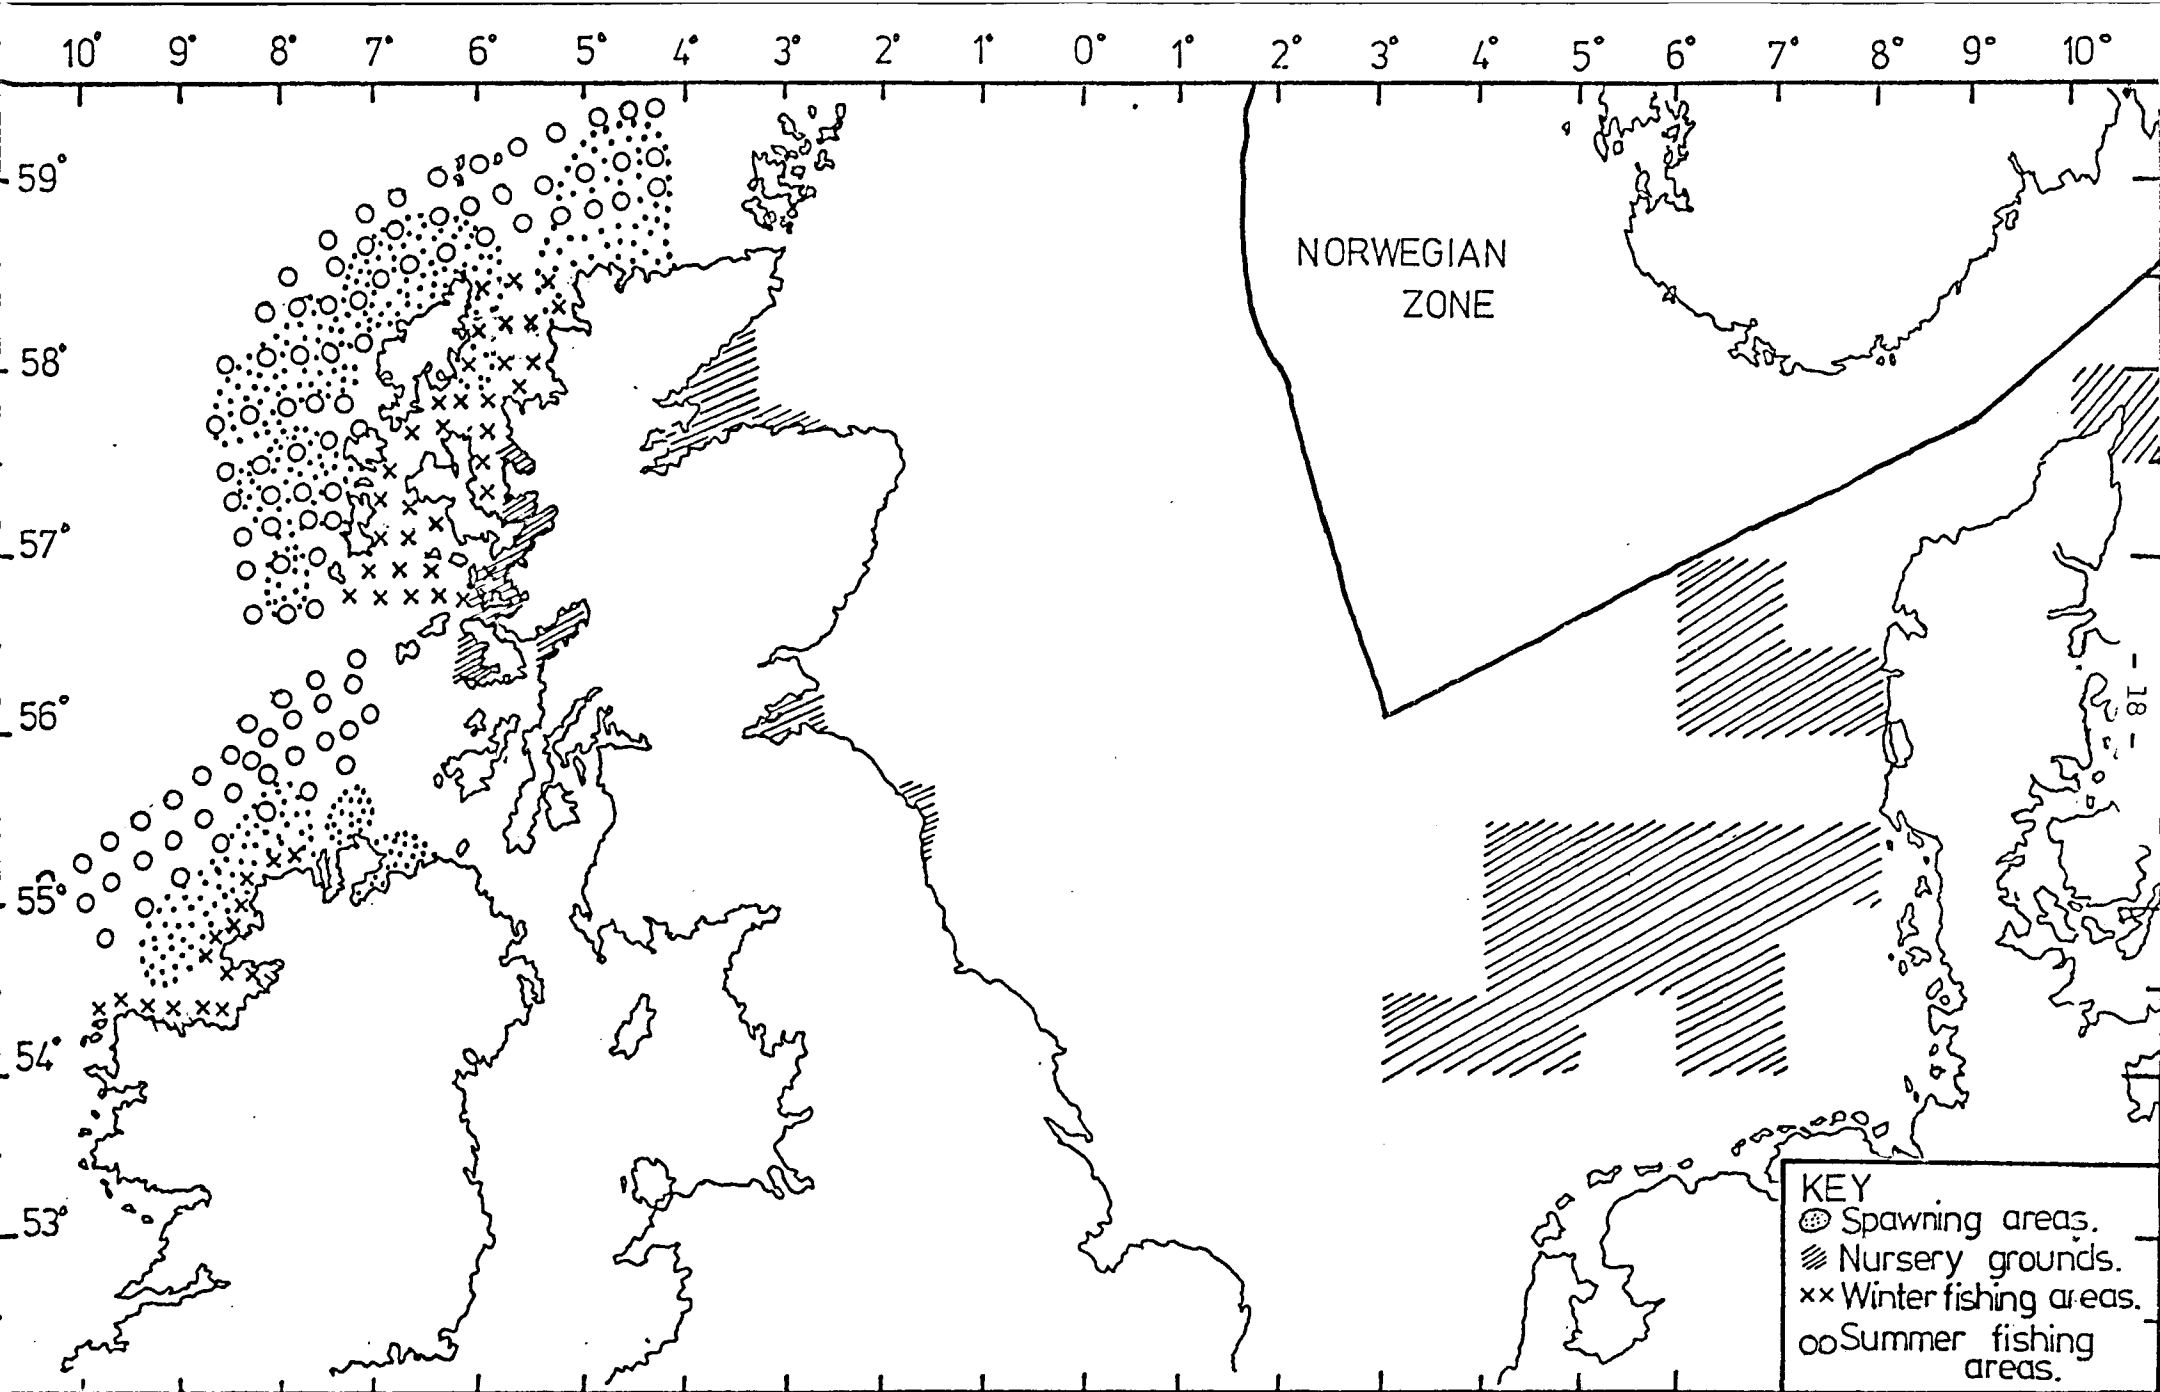 10° 9° 8° 7° 6° 5° 4° 3° 2° 1° 0° 1° 2° 3° 4° 5° 6° 7° 8° 9° 10°
59°
NORWEGIAN
ZONE
58°
57°
56°
- 18 -
55°
54°
53°
KEY
Spawning areas.
Nursery grounds.
xx Winter fishing areas.
oo Summer fishing
areas.